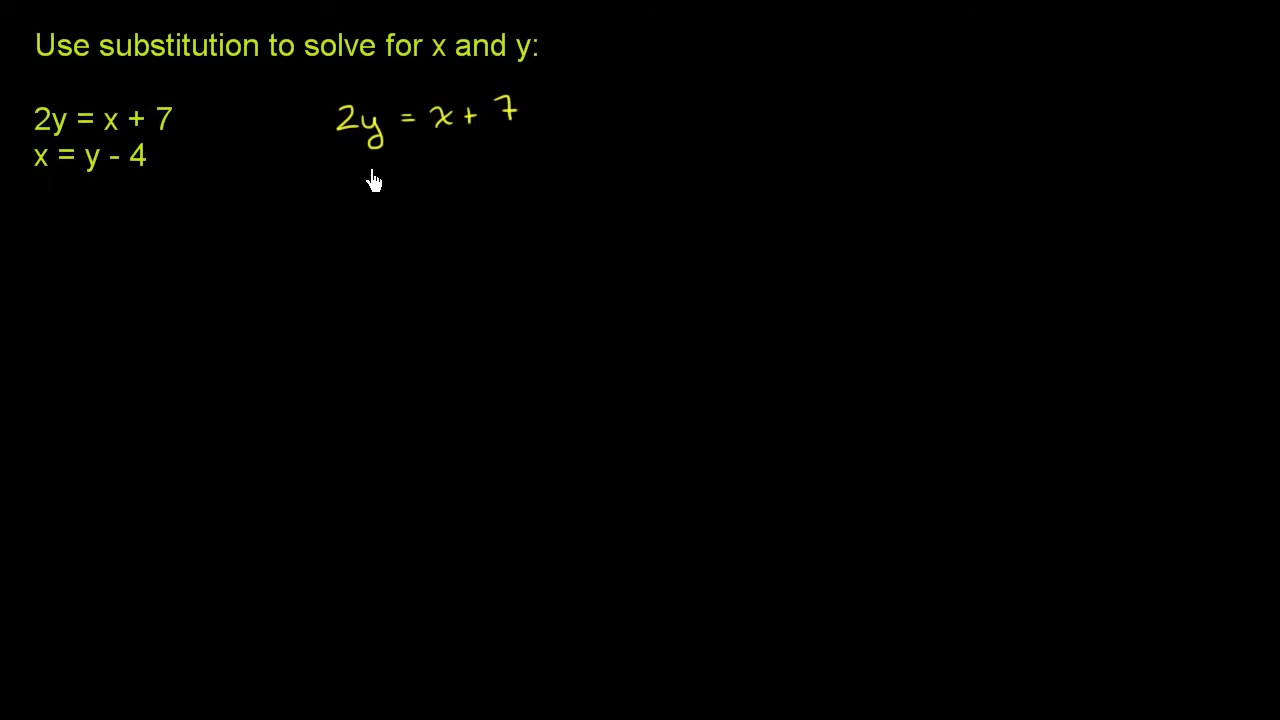 Use substitution to solve for x and y:
2y = x + 7
x = y - 4
2y = x + 7